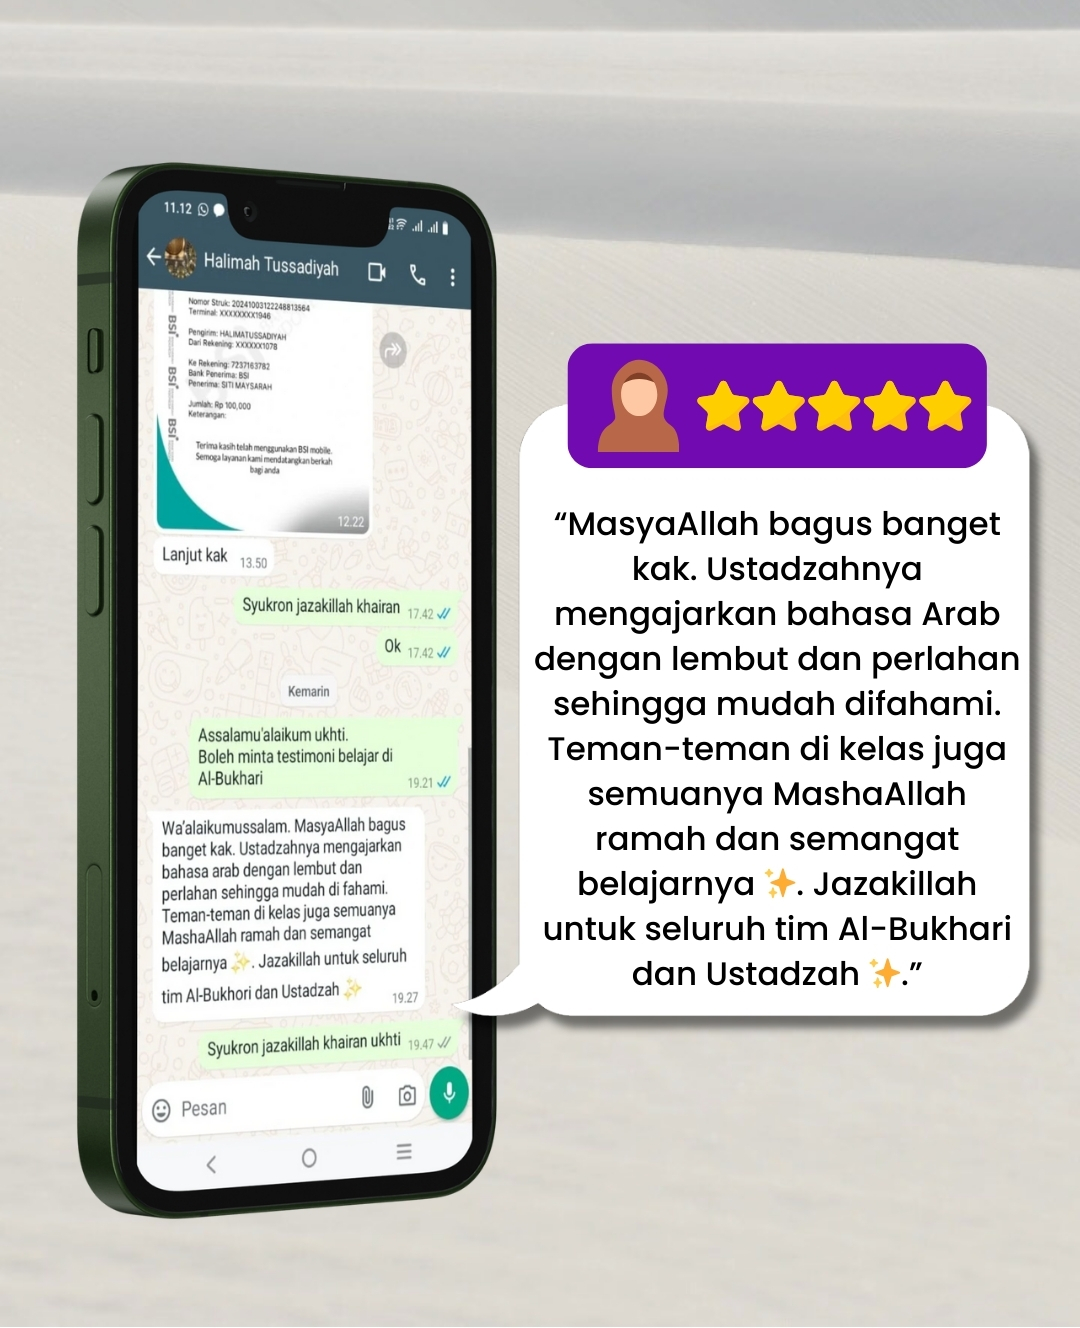 11.12
Halimah Tussadiyah
Nomor Struk: 20241003122248813564
Terminal: XXXXXXXX1946
Pengirim: HALIMATUSSADIYAH
Dari Rekening: XXXXXX1078
Ke Rekening: 7237163782
Bank Penerima: BSI
Penerima: SITI MAYSARAH
Jumlah: Rp 100,000
Keterangan:
BSI
BSI
BSI
Terima kasih telah menggunakan BSI mobile.
Semoga layanan kami mendatangkan berkah
bagi anda
12.22
Lanjut kak 13.50
Syukron jazakillah khairan 17.42
Ok 17.42
Kemarin
Assalamu'alaikum ukhti.
Boleh minta testimoni belajar di
Al-Bukhari 19.21
Wa'alaikumussalam. MasyaAllah bagus
banget kak. Ustadzahnya mengajarkan
bahasa arab dengan lembut dan
perlahan sehingga mudah di fahami.
Teman-teman di kelas juga semuanya
MashaAllah ramah dan semangat
belajarnya ✨. Jazakillah untuk seluruh
tim Al-Bukhori dan Ustadzah ✨ 19.27
Syukron jazakillah khairan ukhti 19.47
Pesan
“MasyaAllah bagus banget
kak. Ustadzahnya
mengajarkan bahasa Arab
dengan lembut dan perlahan
sehingga mudah difahami.
Teman-teman di kelas juga
semuanya MashaAllah
ramah dan semangat
belajarnya ✨. Jazakillah
untuk seluruh tim Al-Bukhari
dan Ustadzah ✨.”